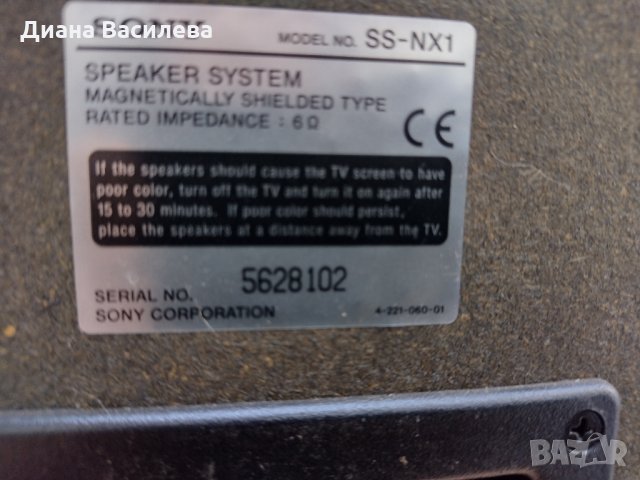 Диана Василева
SONY
MODEL NO. SS-NX1
SPEAKER SYSTEM
MAGNETICALLY SHIELDED TYPE
RATED IMPEDANCE : 6 Ω
CE
If the speakers should cause the TV screen to have
poor color, turn off the TV and turn it on again after
15 to 30 minutes. If poor color should persist,
place the speakers at a distance away from the TV.
SERIAL NO. 5628102
SONY CORPORATION 4-221-060-01
BAZAR